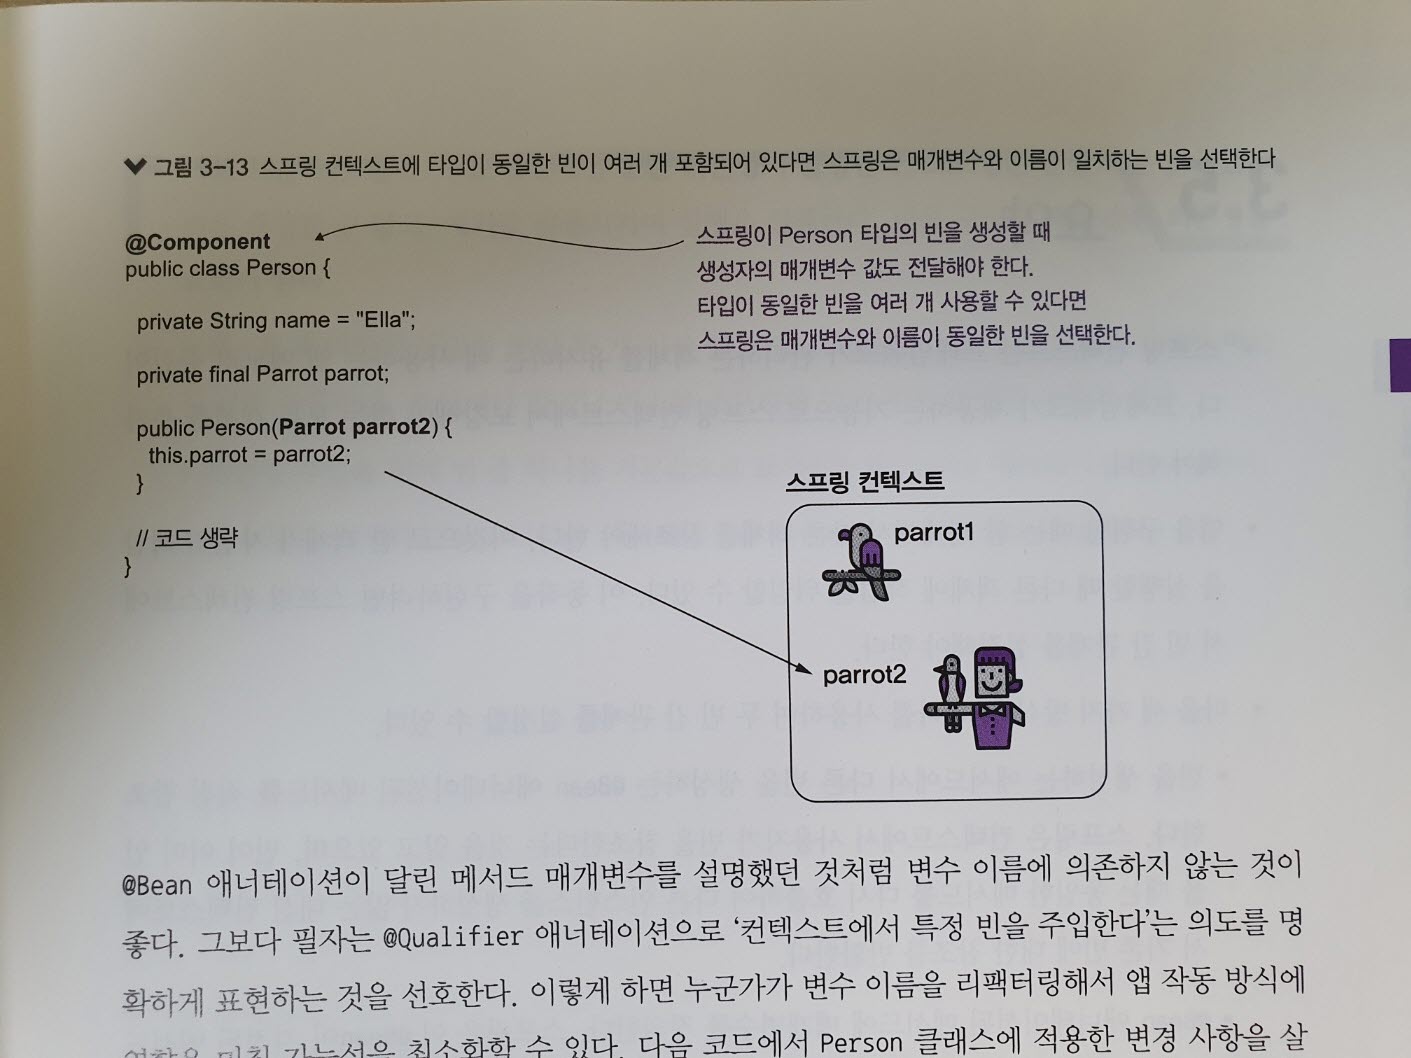 그림 3-13 스프링 컨텍스트에 타입이 동일한 빈이 여러 개 포함되어 있다면 스프링은 매개변수와 이름이 일치하는 빈을 선택한다
@Component
public class Person {
private String name = "Ella";
private final Parrot parrot;
public Person(Parrot parrot2) {
this.parrot = parrot2;
}
// 코드 생략
}
스프링이 Person 타입의 빈을 생성할 때
생성자의 매개변수 값도 전달해야 한다.
타입이 동일한 빈을 여러 개 사용할 수 있다면
스프링은 매개변수와 이름이 동일한 빈을 선택한다.
스프링 컨텍스트
parrot1
parrot2
@Bean 애너테이션이 달린 메서드 매개변수를 설명했던 것처럼 변수 이름에 의존하지 않는 것이
좋다. 그보다 필자는 @Qualifier 애너테이션으로 ‘컨텍스트에서 특정 빈을 주입한다’는 의도를 명
확하게 표현하는 것을 선호한다. 이렇게 하면 누군가가 변수 이름을 리팩터링해서 앱 작동 방식에
최소화할 수 있다. 다음 코드에서 Person 클래스에 적용한 변경 사항을 살